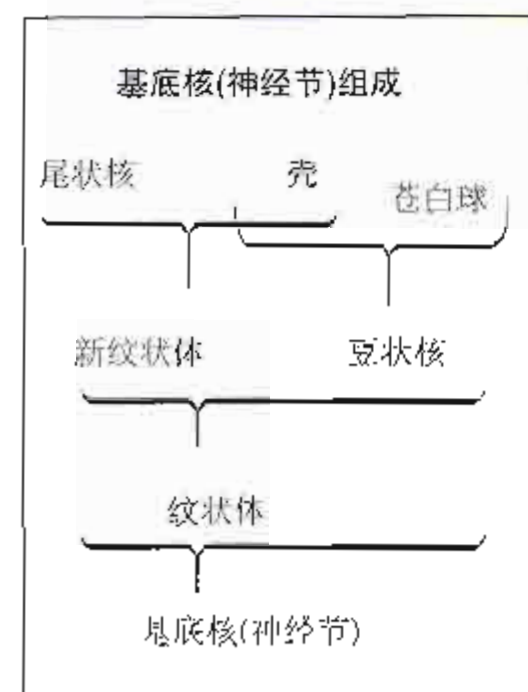 基底核(神经节)组成
尾状核 壳 苍白球
新纹状体 豆状核
纹状体
基底核(神经节)